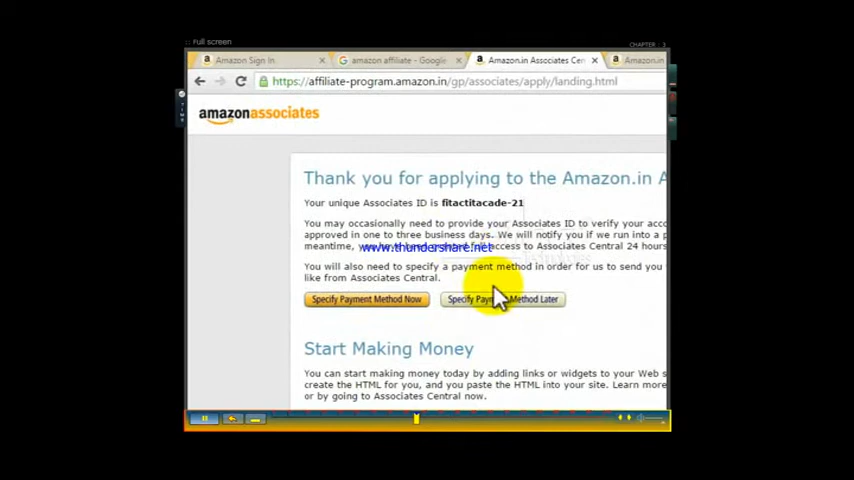 :: Full screen
CHAPTER : 3
Amazon Sign In
amazon affiliate - Google
Amazon.in Associates Cen
Amazon.in
https://affiliate-program.amazon.in/gp/associates/apply/landing.html
amazonassociates
Thank you for applying to the Amazon.in A
Your unique Associates ID is fitactitacade-21
You may occasionally need to provide your Associates ID to verify your acco
approved in one to three business days. We will notify you if we run into a p
meantime, you have full access to Associates Central 24 hours
www.thundershare.net
You will also need to specify a payment method in order for us to send you
like from Associates Central.
Specify Payment Method Now
Specify Paym Method Later
Start Making Money
You can start making money today by adding links or widgets to your Web s
create the HTML for you, and you paste the HTML into your site. Learn more
or by going to Associates Central now.